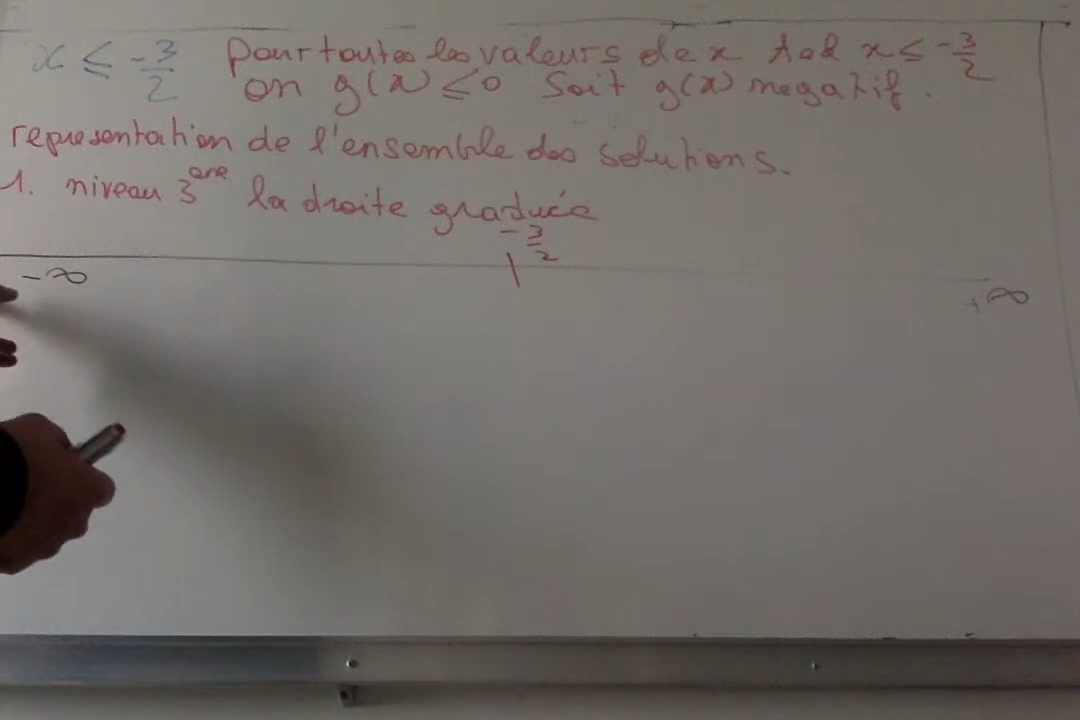 x ≤ -3/2 pour toutes les valeurs de x tel x ≤ -3/2
on g(x) ≤ 0 Soit g(x) negatif.
representation de l'ensemble des solutions.
1. niveau 3eme la droite graduée
-3/2
-∞ +∞